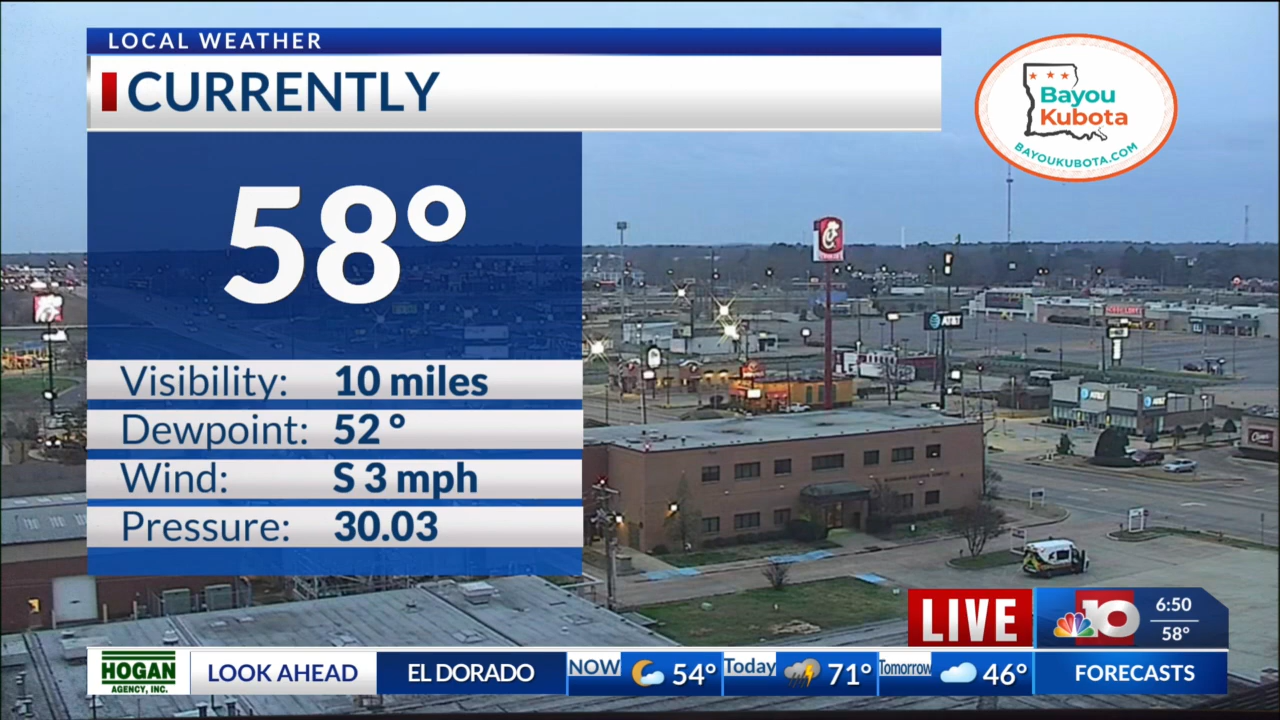 LOCAL WEATHER
CURRENTLY
Bayou
Kubota
BAYOUKUBOTA.COM
58°
Visibility: 10 miles
Dewpoint: 52 °
Wind: S 3 mph
Pressure: 30.03
AT&T
AT&T
LIVE
10
6:50
58°
HOGAN
AGENCY, INC.
LOOK AHEAD
EL DORADO
NOW
54°
Today
71°
Tomorrow
46°
FORECASTS